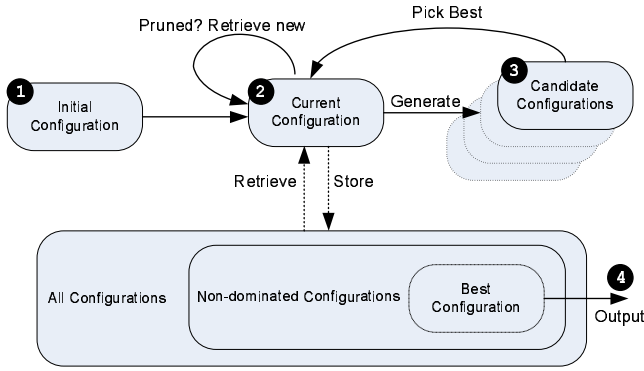 Pick Best
Pruned? Retrieve new
1
Initial
Configuration
2
Current
Configuration
Generate
3
Candidate
Configurations
Retrieve
Store
All Configurations
Non-dominated Configurations
Best
Configuration
4
Output